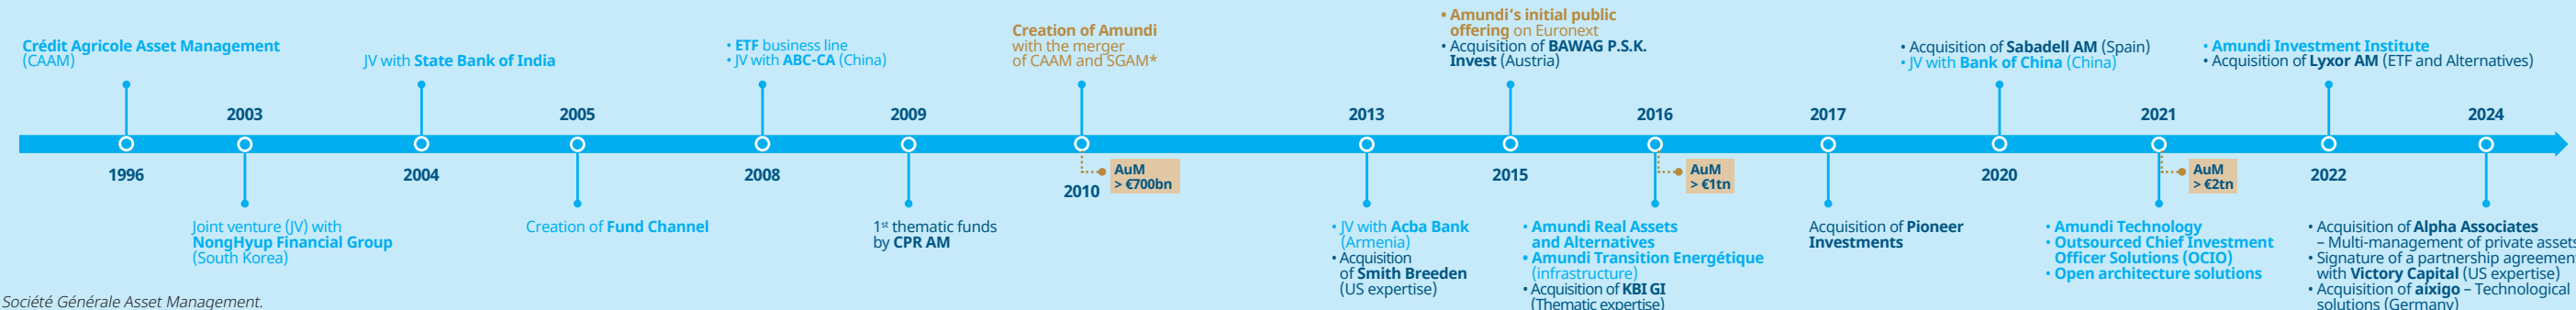 Crédit Agricole Asset Management
(CAAM)
1996
2003
Joint venture (JV) with
NongHyup Financial Group
(South Korea)
JV with State Bank of India
2004
2005
Creation of Fund Channel
• ETF business line
• JV with ABC-CA (China)
2008
2009
1st thematic funds
by CPR AM
Creation of Amundi
with the merger
of CAAM and SGAM*
AuM
> €700bn
2010
2013
• JV with Acba Bank
(Armenia)
• Acquisition
of Smith Breeden
(US expertise)
• Amundi's initial public
offering on Euronext
• Acquisition of BAWAG P.S.K.
Invest (Austria)
2015
2016
AuM
> €1tn
• Amundi Real Assets
and Alternatives
• Amundi Transition Energétique
(infrastructure)
• Acquisition of KBI GI
(Thematic expertise)
2017
Acquisition of Pioneer
Investments
• Acquisition of Sabadell AM (Spain)
• JV with Bank of China (China)
2020
2021
AuM
> €2tn
• Amundi Technology
• Outsourced Chief Investment
Officer Solutions (OCIO)
• Open architecture solutions
• Amundi Investment Institute
• Acquisition of Lyxor AM (ETF and Alternatives)
2022
2024
• Acquisition of Alpha Associates
– Multi-management of private assets
• Signature of a partnership agreement
with Victory Capital (US expertise)
• Acquisition of aixigo – Technological
solutions (Germany)
Société Générale Asset Management.